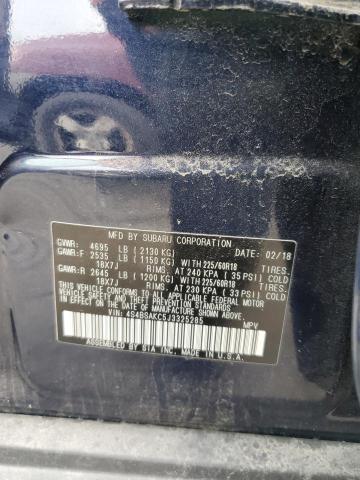 MFD. BY SUBARU CORPORATION
DATE: 02/18
GVWR: 4695 LB (2130 KG)
GAWR:F 2535 LB (1150 KG) WITH 225/60R18 TIRES,
18X7J RIMS, AT 240 KPA (35 PSI) COLD
GAWR:R 2645 LB (1200 KG) WITH 225/60R18 TIRES,
18X7J RIMS, AT 230 KPA (33 PSI) COLD
THIS VEHICLE CONFORMS TO ALL APPLICABLE FEDERAL MOTOR
VEHICLE SAFETY, BUMPER, AND THEFT PREVENTION STANDARDS
IN EFFECT ON THE DATE OF MANUFACTURE SHOWN ABOVE.
VIN: 4S4BSAKC5J3325285 MPV
ASSEMBLED BY SIA INC. IN U.S.A.